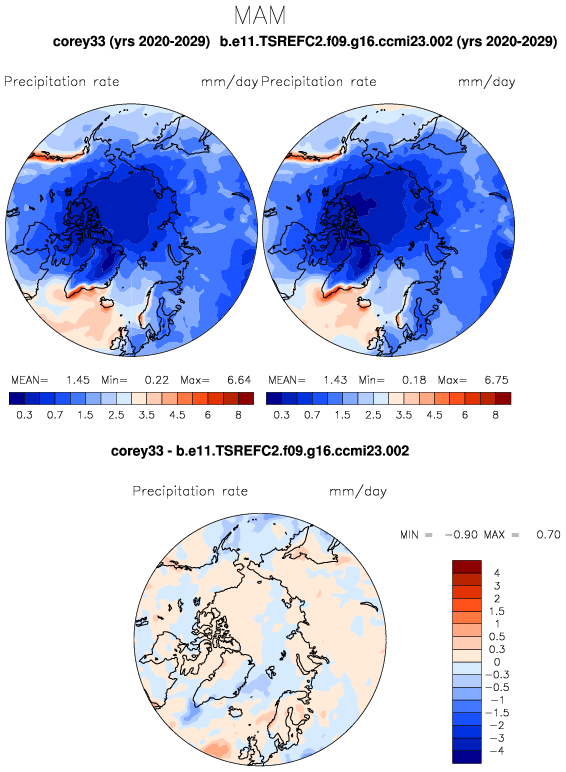 MAM
corey33 (yrs 2020-2029) b.e11.TSREFC2.f09.g16.ccmi23.002 (yrs 2020-2029)
Precipitation rate mm/day Precipitation rate mm/day
MEAN= 1.45 Min= 0.22 Max= 6.64 MEAN= 1.43 Min= 0.18 Max= 6.75
0.3 0.7 1.5 2.5 3.5 4.5 6 8 0.3 0.7 1.5 2.5 3.5 4.5 6 8
corey33 - b.e11.TSREFC2.f09.g16.ccmi23.002
Precipitation rate mm/day
MIN = -0.90 MAX = 0.70
4
3
2
1.5
1
0.5
0.3
0
-0.3
-0.5
-1
-1.5
-2
-3
-4